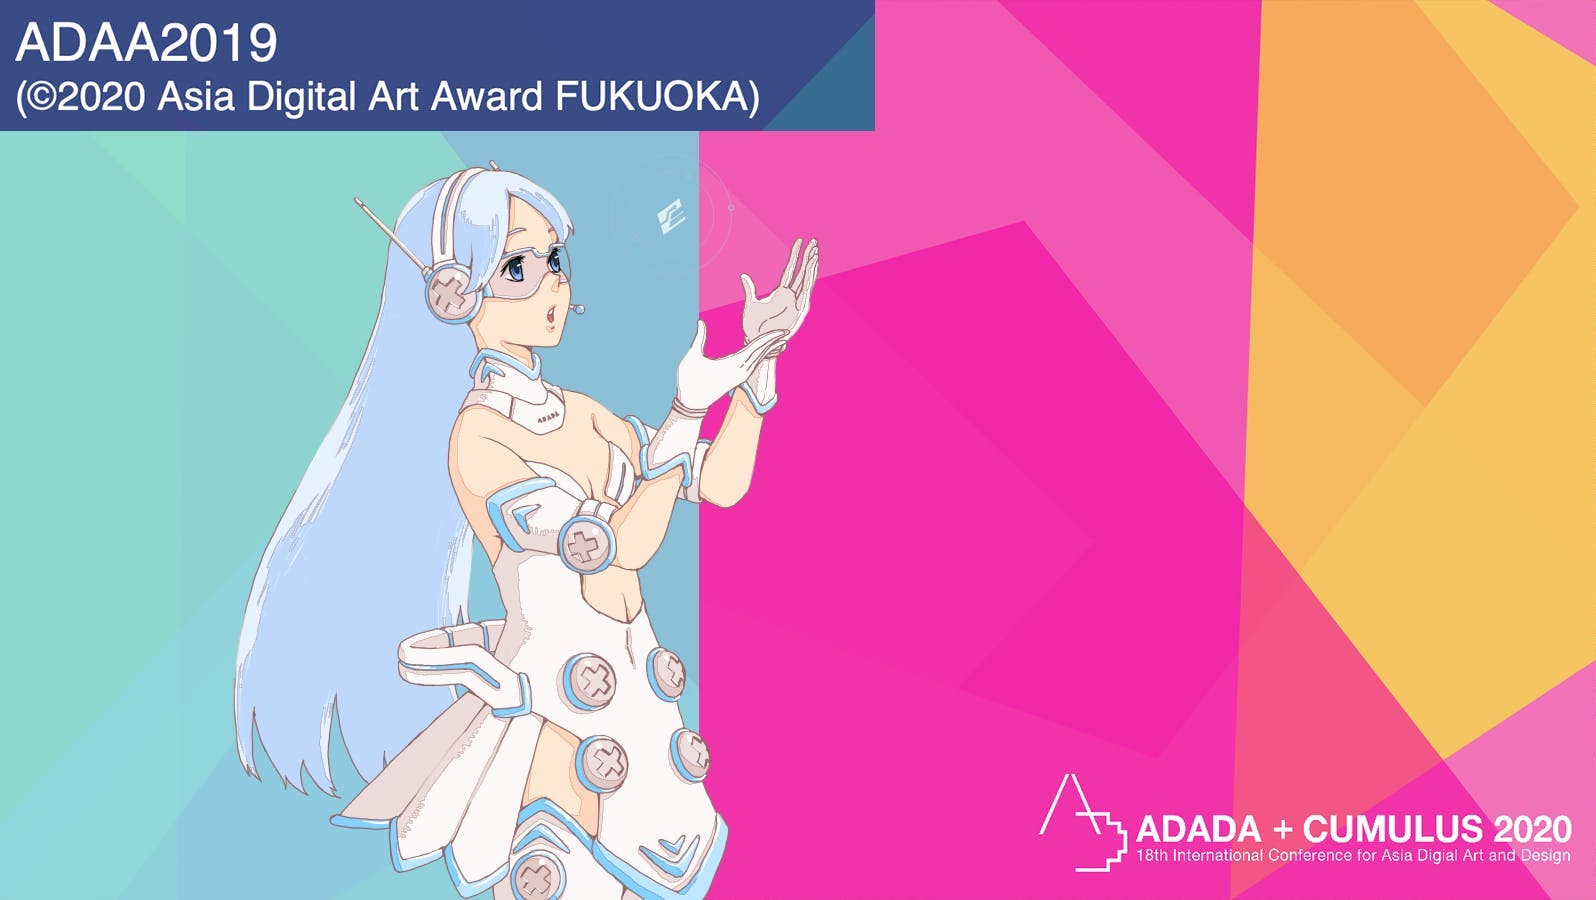 ADAA2019
(©2020 Asia Digital Art Award FUKUOKA)
ADADA
ADADA + CUMULUS 2020
18th International Conference for Asia Digial Art and Design